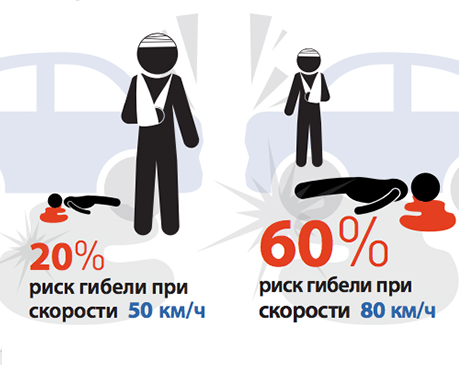 20%
риск гибели при
скорости 50 км/ч
60%
риск гибели при
скорости 80 км/ч